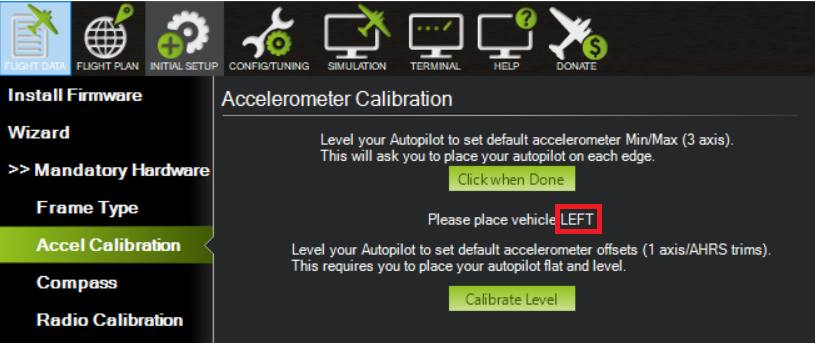 FLIGHT DATA
FLIGHT PLAN
INITIAL SETUP
CONFIG/TUNING
SIMULATION
TERMINAL
HELP
DONATE
Install Firmware
Wizard
>> Mandatory Hardware
Frame Type
Accel Calibration
Compass
Radio Calibration
Accelerometer Calibration
Level your Autopilot to set default accelerometer Min/Max (3 axis).
This will ask you to place your autopilot on each edge.
Click when Done
Please place vehicle LEFT
Level your Autopilot to set default accelerometer offsets (1 axis/AHRS trims).
This requires you to place your autopilot flat and level.
Calibrate Level